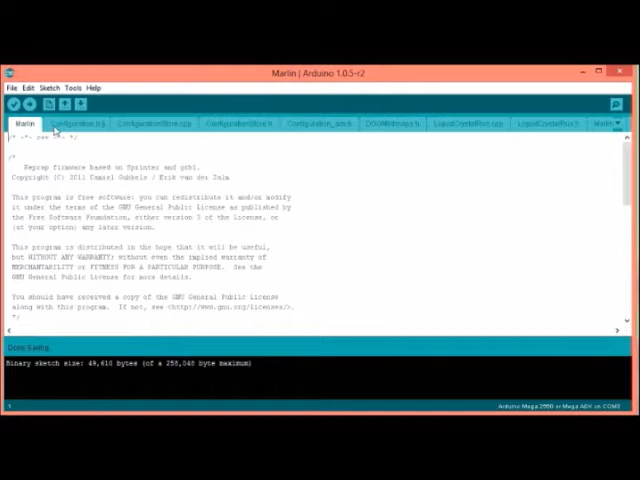 Marlin | Arduino 1.0.5-r2
File Edit Sketch Tools Help
Marlin Configuration.h § ConfigurationStore.cpp ConfigurationStore.h Configuration_adv.h DOGMbitmaps.h LiquidCrystalRus.cpp LiquidCrystalRus.h Marlin
/* -*- c++ -*- */
/*
Reprap firmware based on Sprinter and grbl.
Copyright (C) 2011 Camiel Gubbels / Erik van der Zalm
This program is free software: you can redistribute it and/or modify
it under the terms of the GNU General Public License as published by
the Free Software Foundation, either version 3 of the License, or
(at your option) any later version.
This program is distributed in the hope that it will be useful,
but WITHOUT ANY WARRANTY; without even the implied warranty of
MERCHANTABILITY or FITNESS FOR A PARTICULAR PURPOSE. See the
GNU General Public License for more details.
You should have received a copy of the GNU General Public License
along with this program. If not, see <http://www.gnu.org/licenses/>.
*/
Done Saving.
Binary sketch size: 49,610 bytes (of a 258,048 byte maximum)
1 Arduino Mega 2560 or Mega ADK on COM3